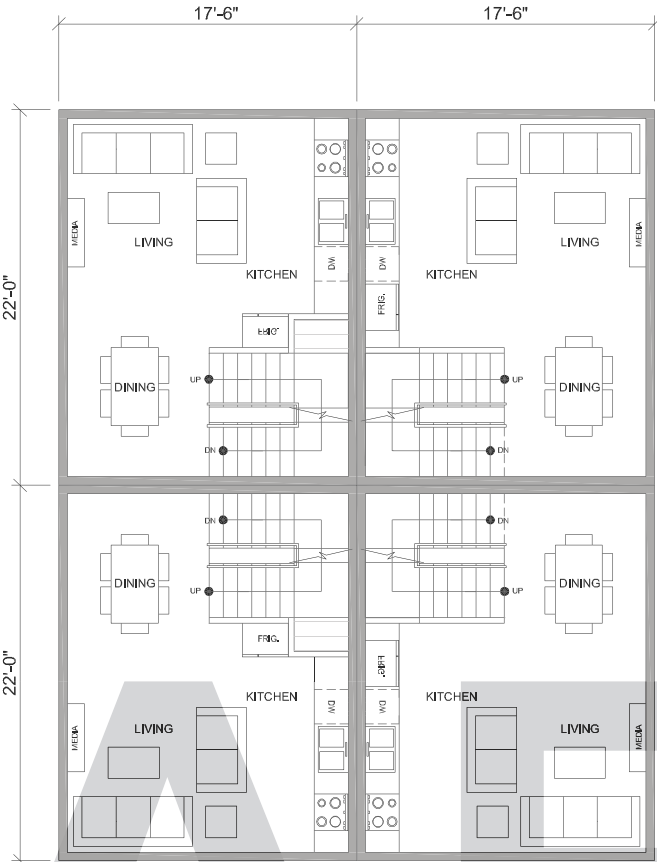 17'-6" 17'-6"
22'-0"
MEDIA LIVING LIVING MEDIA
KITCHEN DW DW KITCHEN
FRIG. FRIG.
DINING UP UP DINING
DN DN
22'-0"
DN DN
DINING UP UP DINING
FRIG. FRIG.
KITCHEN DW DW KITCHEN
MEDIA LIVING LIVING MEDIA